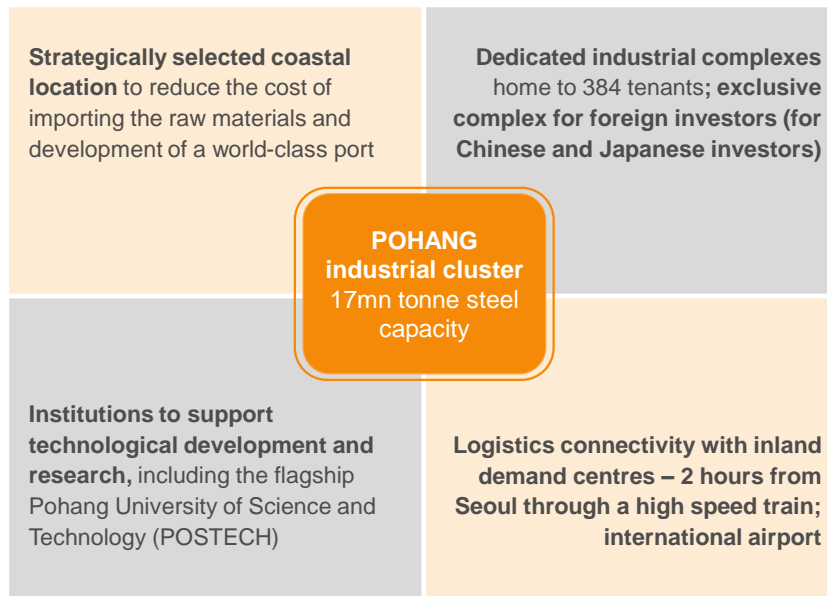 Strategically selected coastal
location to reduce the cost of
importing the raw materials and
development of a world-class port
Dedicated industrial complexes
home to 384 tenants; exclusive
complex for foreign investors (for
Chinese and Japanese investors)
POHANG
industrial cluster
17mn tonne steel
capacity
Institutions to support
technological development and
research, including the flagship
Pohang University of Science and
Technology (POSTECH)
Logistics connectivity with inland
demand centres – 2 hours from
Seoul through a high speed train;
international airport